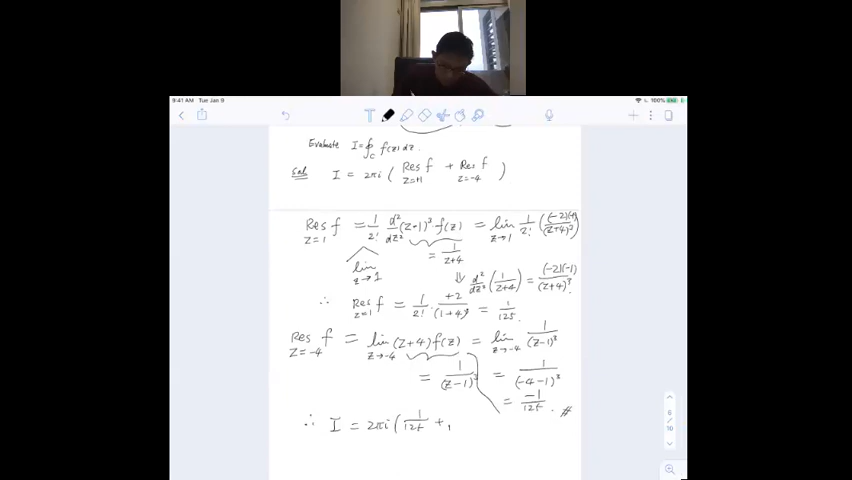 9:41 AM Tue Jan 9
100%
Evaluate I = ∮_C f(z) dz.
Sol I = 2πi ( Res f z=1 + Res f z=-4 )
Res f z=1 = 1/2! d²/dz² (z-1)³ · f(z) = lim z→1 1/2! ( (-2)(-1)/(z+4)³ )
= 1/(z+4)
lim z→1
⇓ d²/dz² (1/(z+4)) = (-2)(-1)/(z+4)³.
∴ Res f z=1 = 1/2! · +2/(1+4)³ = 1/125.
Res f z=-4 = lim z→-4 (z+4) f(z) = lim z→-4 1/(z-1)³
= 1/(z-1)³ = 1/(-4-1)³
= -1/125. #
∴ I = 2πi ( 1/125 +
6/10